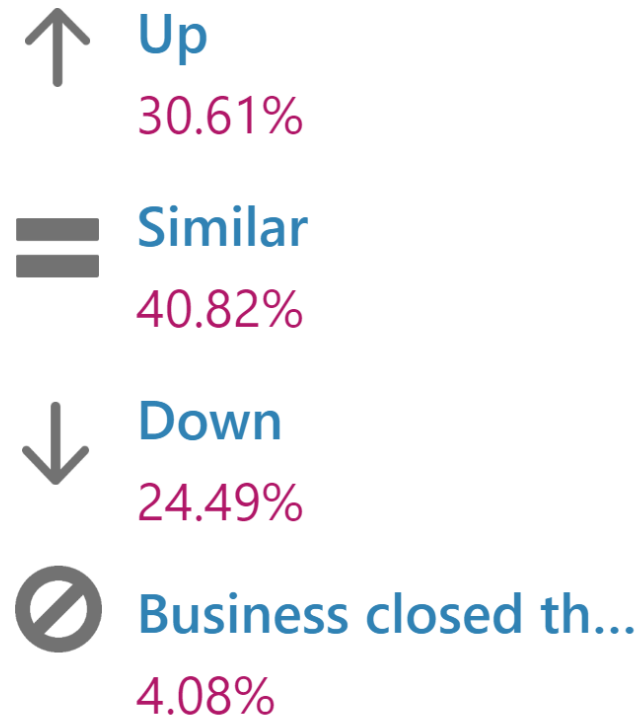 Up
30.61%
Similar
40.82%
Down
24.49%
Business closed th...
4.08%